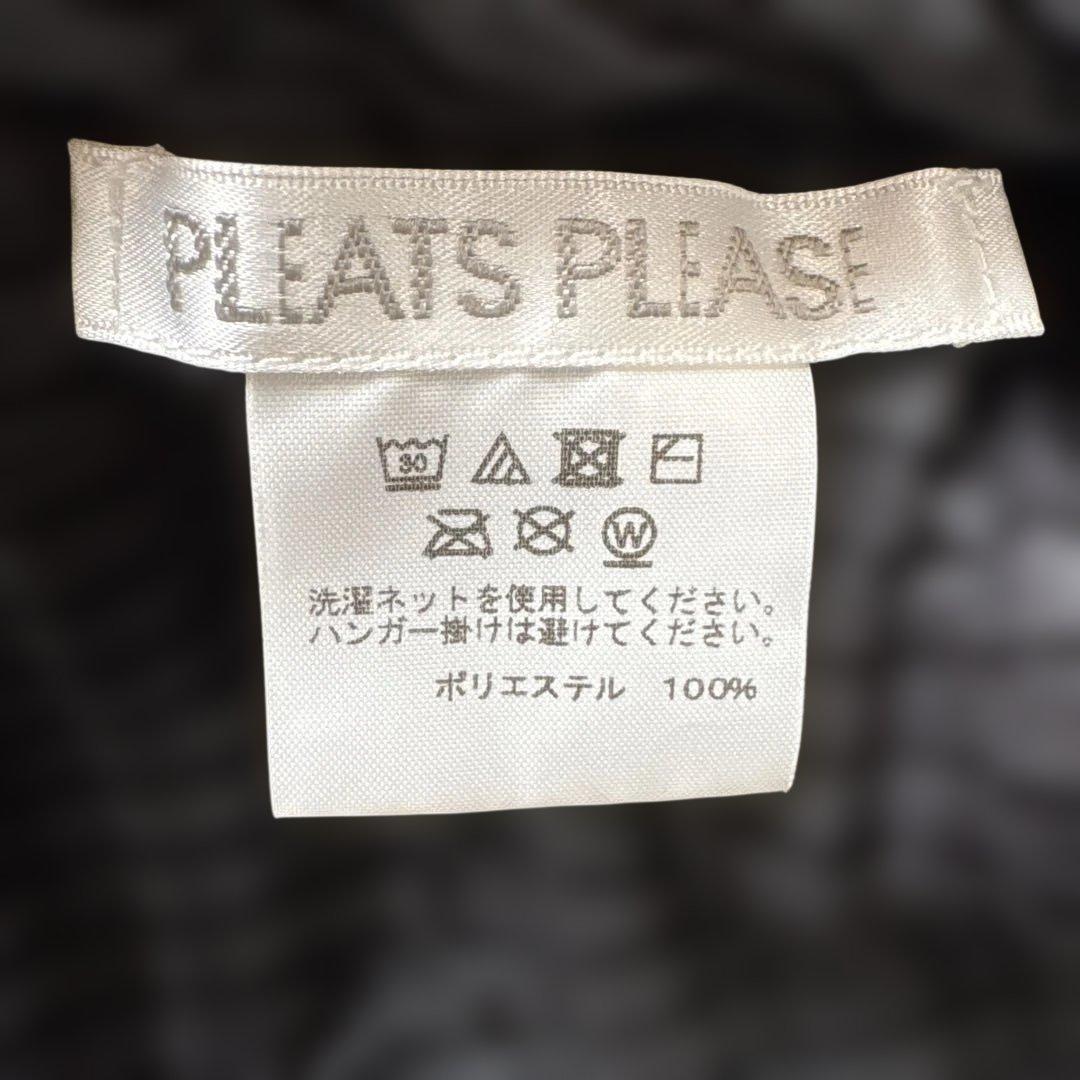 PLEATS PLEASE
30
W
洗濯ネットを使用してください。
ハンガー掛けは避けてください。
ポリエステル 100%